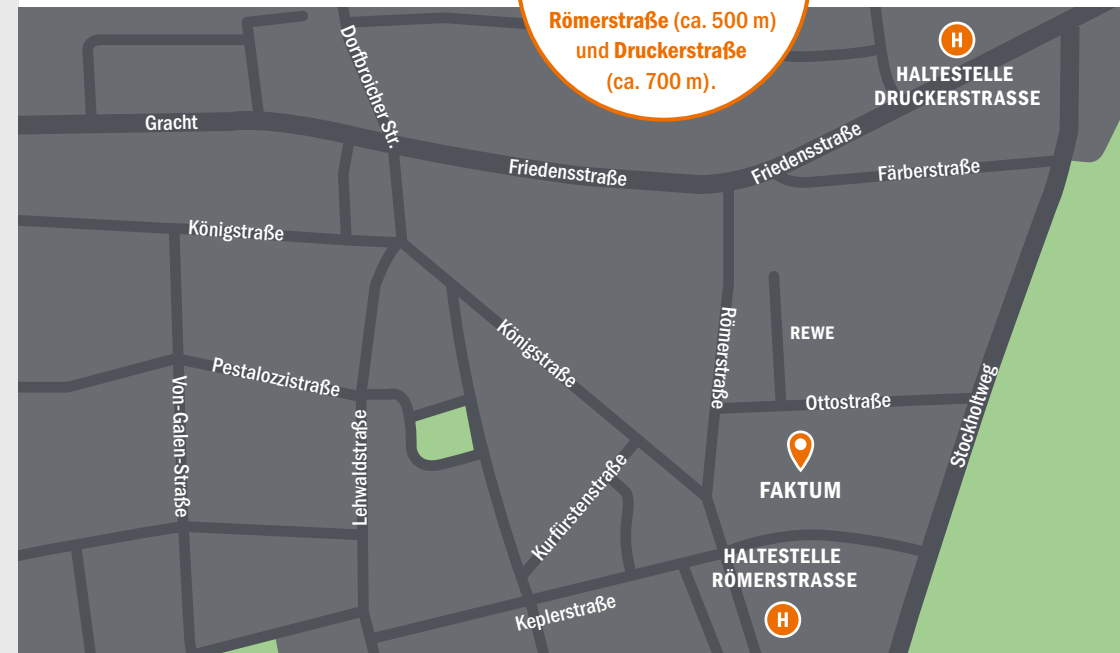 Römerstraße (ca. 500 m)
und Druckerstraße
(ca. 700 m).
H
HALTESTELLE
DRUCKERSTRASSE
Dorfbroicher Str.
Gracht
Friedensstraße
Friedensstraße
Färberstraße
Königstraße
Königstraße
Römerstraße
REWE
Pestalozzistraße
Von-Galen-Straße
Lehwaldstraße
Ottostraße
Stockholtweg
FAKTUM
Kurfürstenstraße
HALTESTELLE
RÖMERSTRASSE
H
Keplerstraße